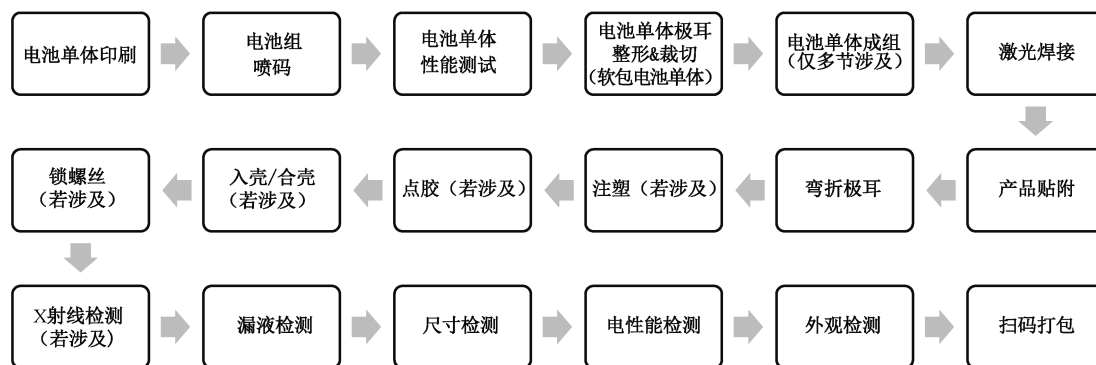 电池单体印刷
电池组
喷码
电池单体
性能测试
电池单体极耳
整形&裁切
(软包电池单体)
电池单体成组
(仅多节涉及)
激光焊接
产品贴附
弯折极耳
注塑（若涉及）
点胶（若涉及）
入壳/合壳
（若涉及）
锁螺丝
（若涉及）
X射线检测
（若涉及)
漏液检测
尺寸检测
电性能检测
外观检测
扫码打包